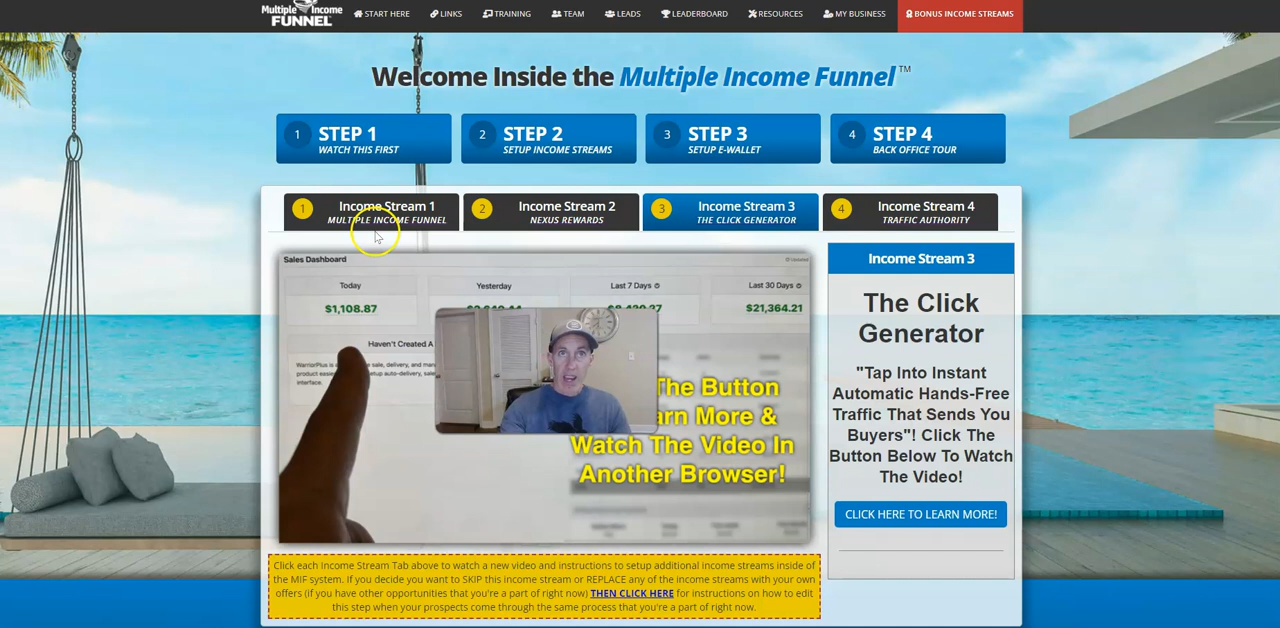 Multiple Income
FUNNEL
START HERE
LINKS
TRAINING
TEAM
LEADS
LEADERBOARD
RESOURCES
MY BUSINESS
BONUS INCOME STREAMS
Welcome Inside the Multiple Income Funnel ™
1 STEP 1
WATCH THIS FIRST
2 STEP 2
SETUP INCOME STREAMS
3 STEP 3
SETUP E-WALLET
4 STEP 4
BACK OFFICE TOUR
1 Income Stream 1
MULTIPLE INCOME FUNNEL
2 Income Stream 2
NEXUS REWARDS
3 Income Stream 3
THE CLICK GENERATOR
4 Income Stream 4
TRAFFIC AUTHORITY
Sales Dashboard
Today
$1,108.87
Yesterday
Last 7 Days
Last 30 Days
$21,364.21
Haven't Created A
The Button
arn More &
Watch The Video In
Another Browser!
Income Stream 3
The Click
Generator
"Tap Into Instant
Automatic Hands-Free
Traffic That Sends You
Buyers"! Click The
Button Below To Watch
The Video!
CLICK HERE TO LEARN MORE!
Click each Income Stream Tab above to watch a new video and instructions to setup additional income streams inside of
the MIF system. If you decide you want to SKIP this income stream or REPLACE any of the income streams with your own
offers (if you have other opportunities that you're a part of right now) THEN CLICK HERE for instructions on how to edit
this step when your prospects come through the same process that you're a part of right now.